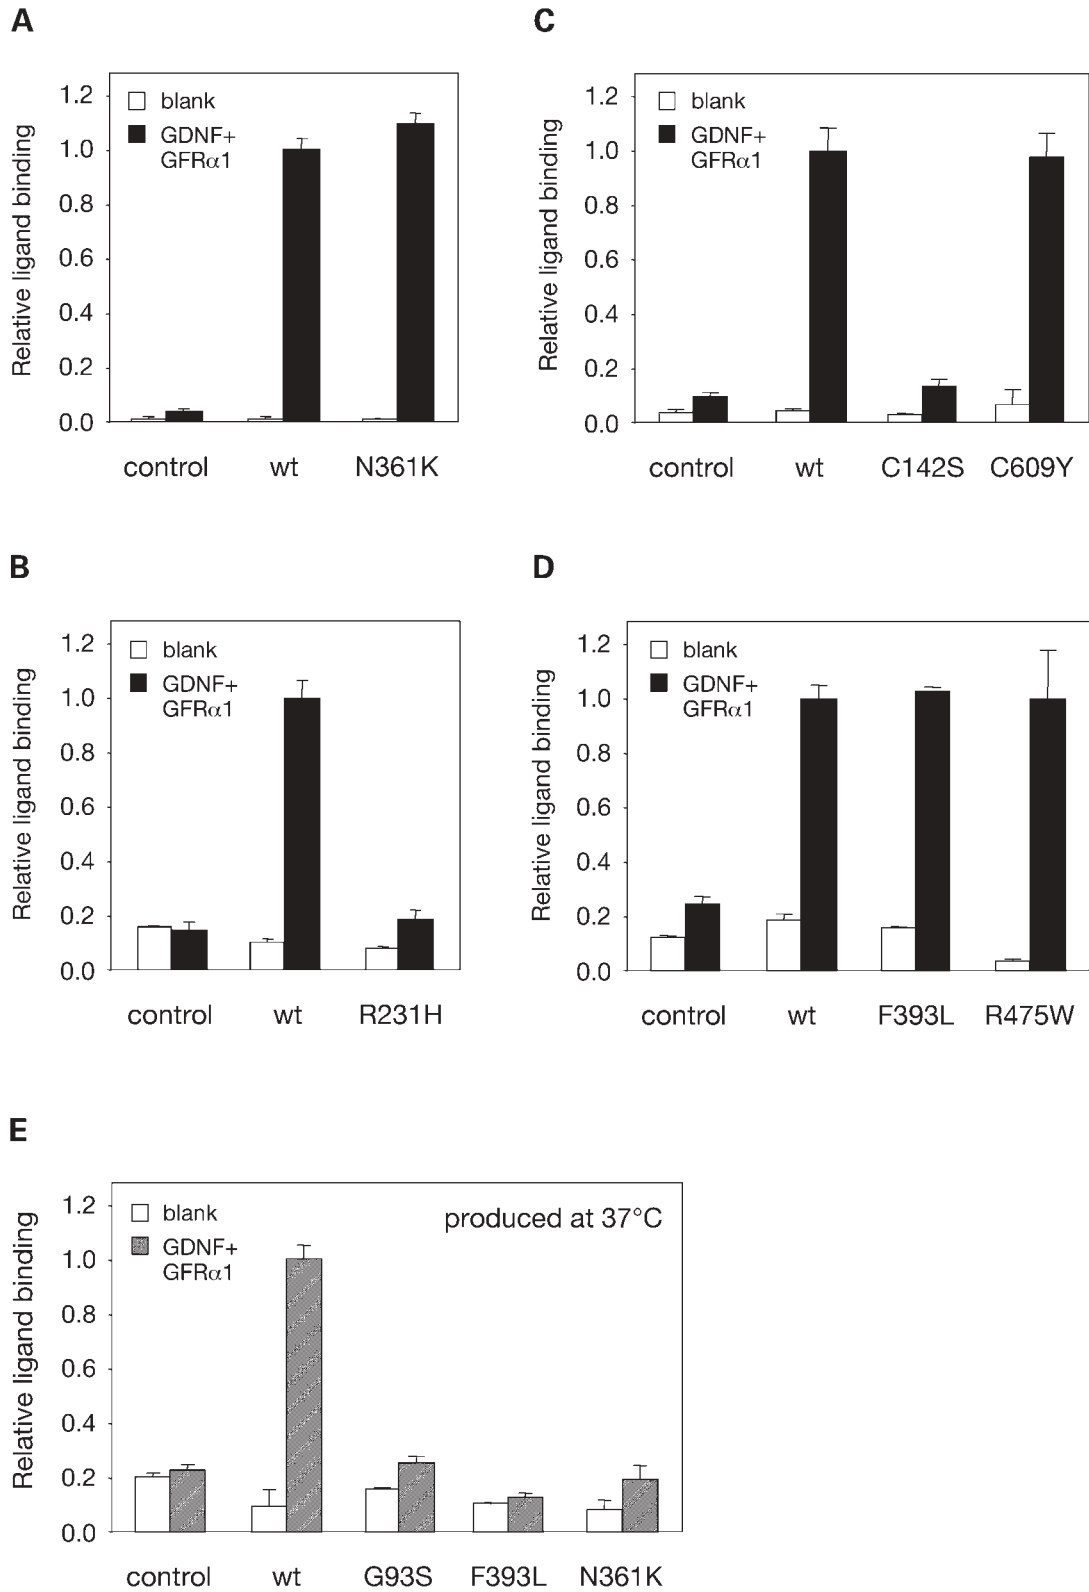 A
Relative ligand binding
1.2
1.0
0.8
0.6
0.4
0.2
0.0
blank
GDNF+
GFRα1
control wt N361K
C
Relative ligand binding
1.2
1.0
0.8
0.6
0.4
0.2
0.0
blank
GDNF+
GFRα1
control wt C142S C609Y
B
Relative ligand binding
1.2
1.0
0.8
0.6
0.4
0.2
0.0
blank
GDNF+
GFRα1
control wt R231H
D
Relative ligand binding
1.2
1.0
0.8
0.6
0.4
0.2
0.0
blank
GDNF+
GFRα1
control wt F393L R475W
E
Relative ligand binding
1.2
1.0
0.8
0.6
0.4
0.2
0.0
blank
GDNF+
GFRα1
produced at 37°C
control wt G93S F393L N361K